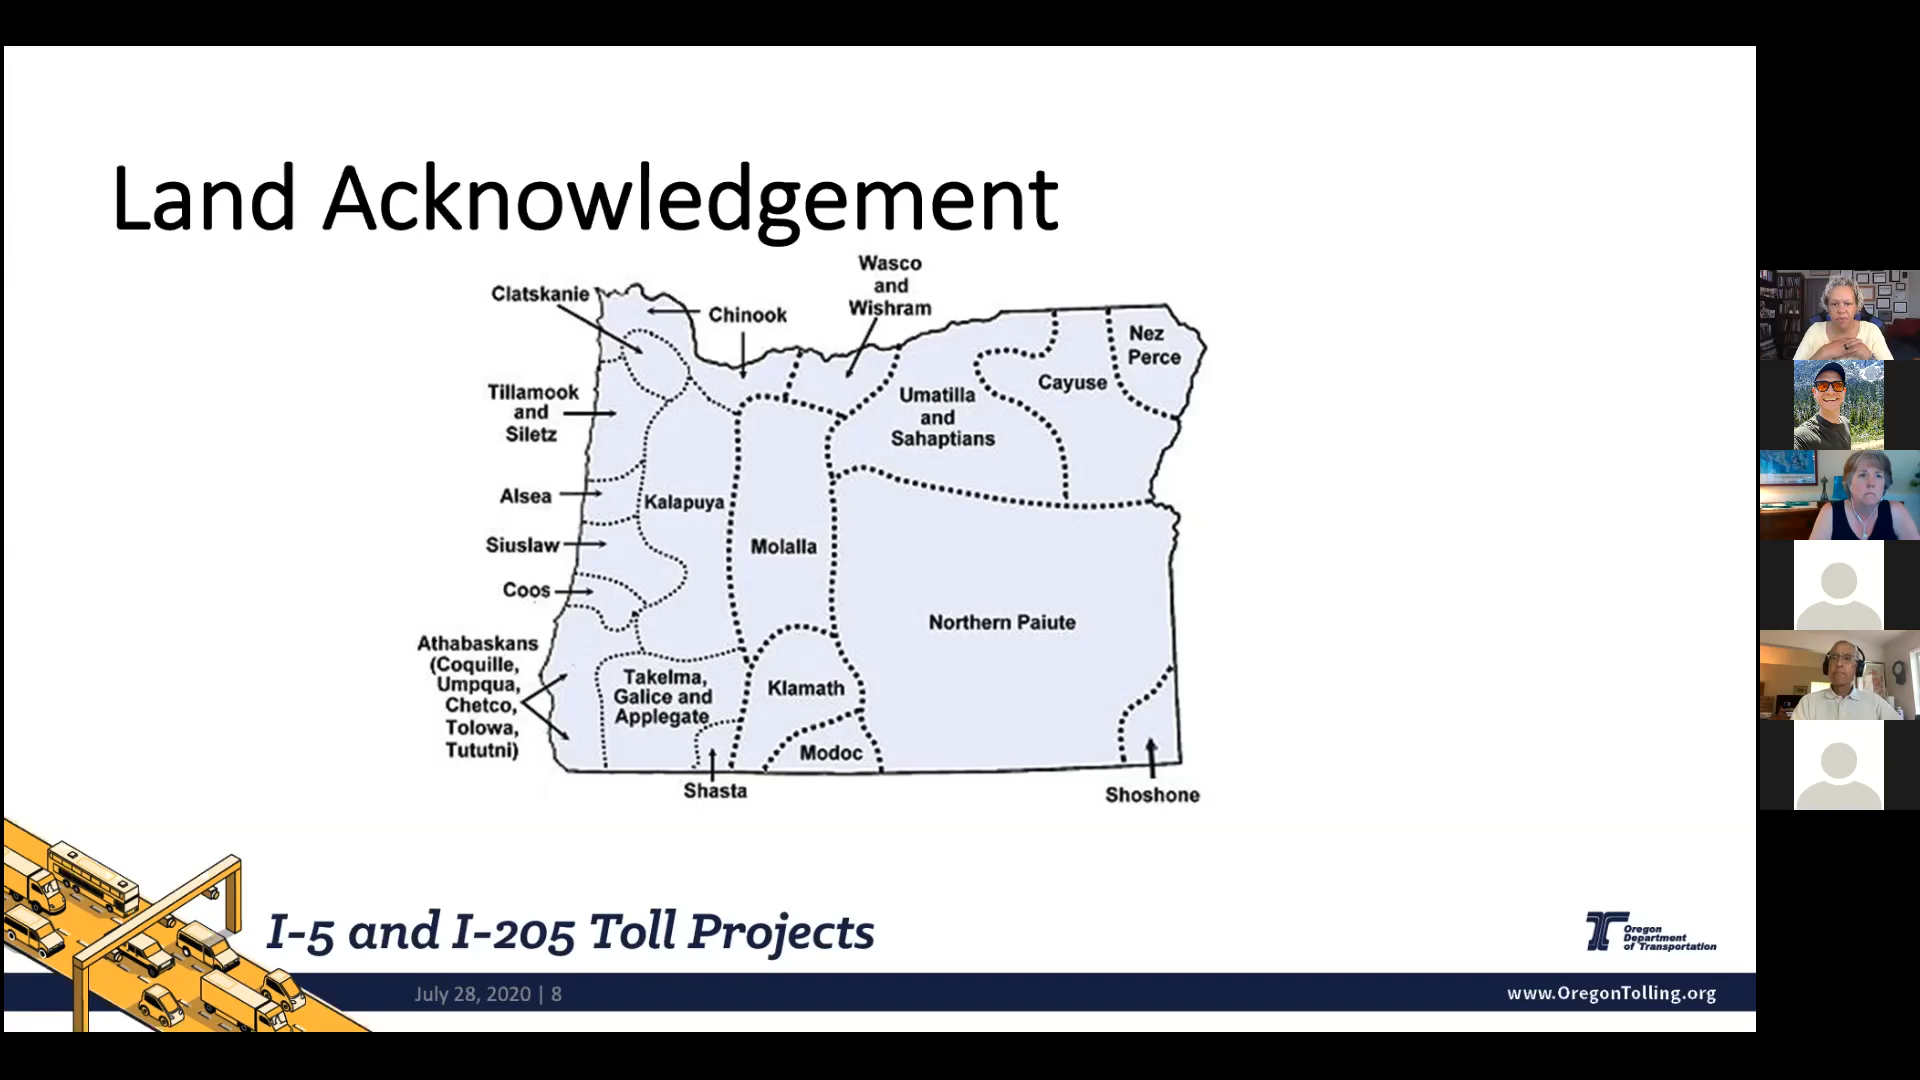 Land Acknowledgement
Wasco
and
Wishram
Clatskanie
Chinook
Nez
Perce
Cayuse
Umatilla
and
Sahaptians
Tillamook
and
Siletz
Alsea
Kalapuya
Siuslaw
Molalla
Coos
Northern Paiute
Athabaskans
(Coquille,
Umpqua,
Chetco,
Tolowa,
Tututni)
Takelma,
Galice and
Applegate
Klamath
Modoc
Shasta
Shoshone
I-5 and I-205 Toll Projects
Oregon
Department
of Transportation
July 28, 2020 | 8
www.OregonTolling.org